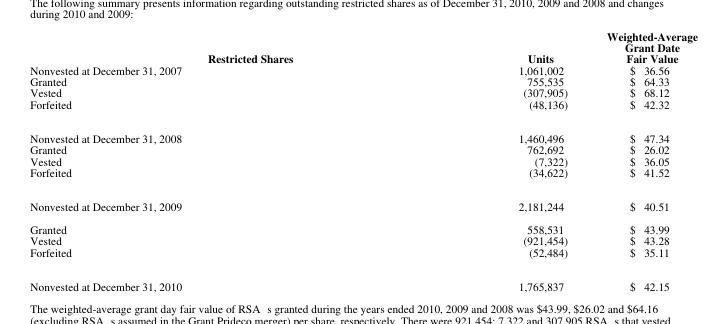 The following summary presents information regarding outstanding restricted shares as of December 31, 2010, 2009 and 2008 and changes
during 2010 and 2009:
Weighted-Average
Grant Date
Restricted Shares Units Fair Value
Nonvested at December 31, 2007 1,061,002 $ 36.56
Granted 755,535 $ 64.33
Vested (307,905) $ 68.12
Forfeited (48,136) $ 42.32
Nonvested at December 31, 2008 1,460,496 $ 47.34
Granted 762,692 $ 26.02
Vested (7,322) $ 36.05
Forfeited (34,622) $ 41.52
Nonvested at December 31, 2009 2,181,244 $ 40.51
Granted 558,531 $ 43.99
Vested (921,454) $ 43.28
Forfeited (52,484) $ 35.11
Nonvested at December 31, 2010 1,765,837 $ 42.15
The weighted-average grant day fair value of RSA s granted during the years ended 2010, 2009 and 2008 was $43.99, $26.02 and $64.16
(excluding RSA s assumed in the Grant Prideco merger) per share, respectively. There were 921,454; 7,322 and 307,905 RSA s that vested